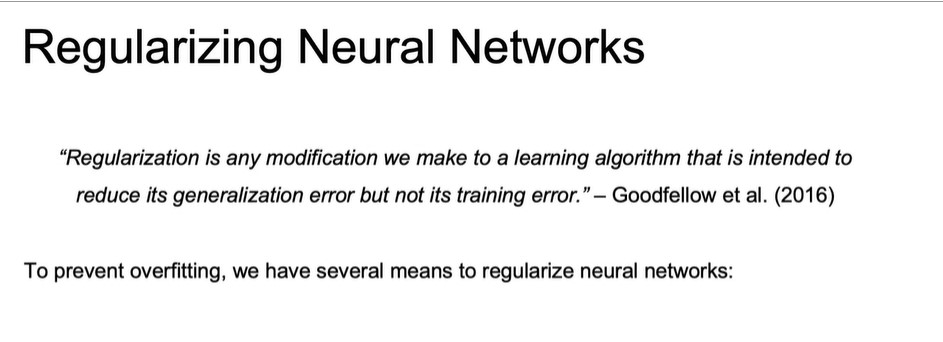 Regularizing Neural Networks
“Regularization is any modification we make to a learning algorithm that is intended to
reduce its generalization error but not its training error.” – Goodfellow et al. (2016)
To prevent overfitting, we have several means to regularize neural networks: